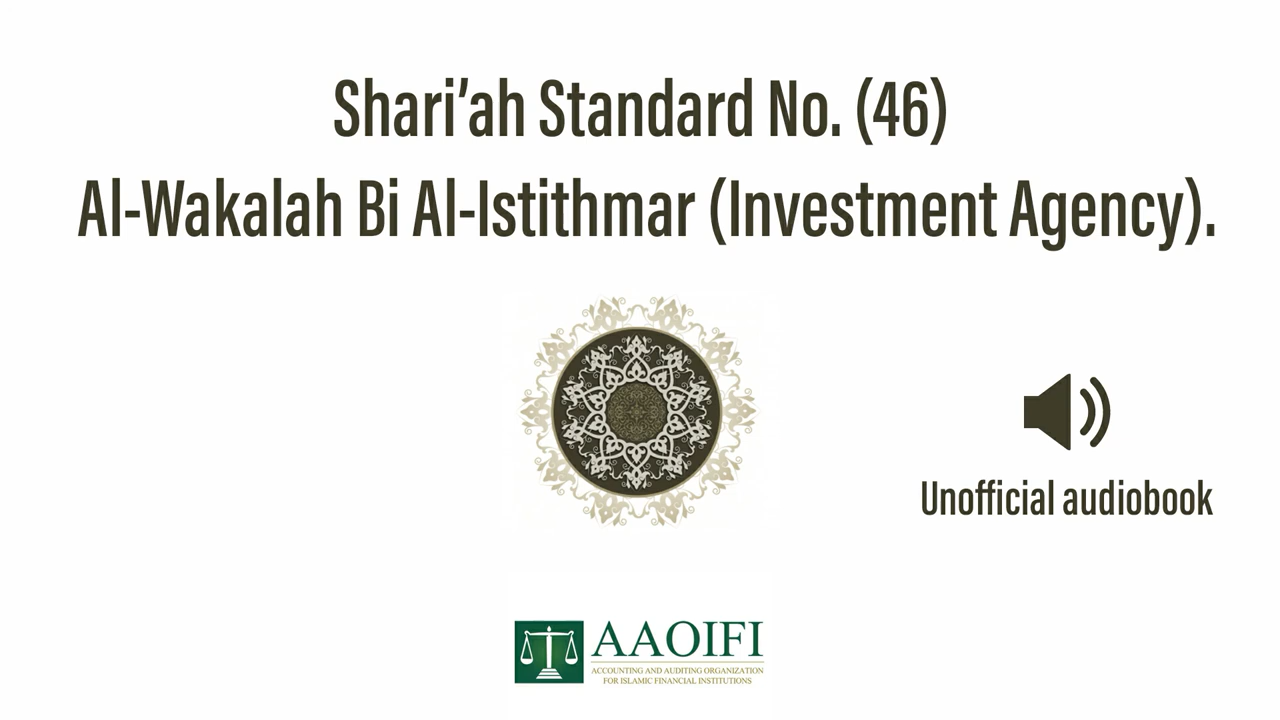 Shari’ah Standard No. (46)
Al-Wakalah Bi Al-Istithmar (Investment Agency).
Unofficial audiobook
AAOIFI
ACCOUNTING AND AUDITING ORGANIZATION
FOR ISLAMIC FINANCIAL INSTITUTIONS